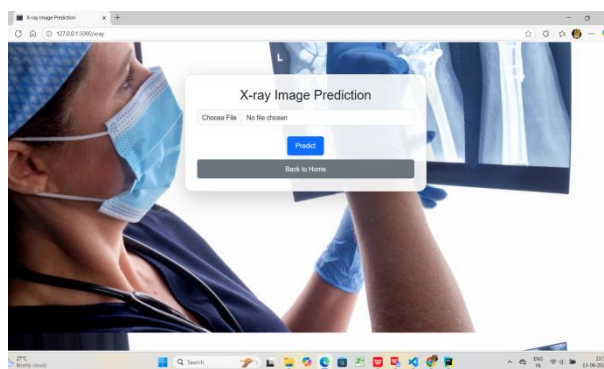 X-ray Image Prediction
127.0.0.1:5000/xray
L
X-ray Image Prediction
Choose File No file chosen
Predict
Back to Home
27°C
Mostly cloudy
Search
ENG
IN